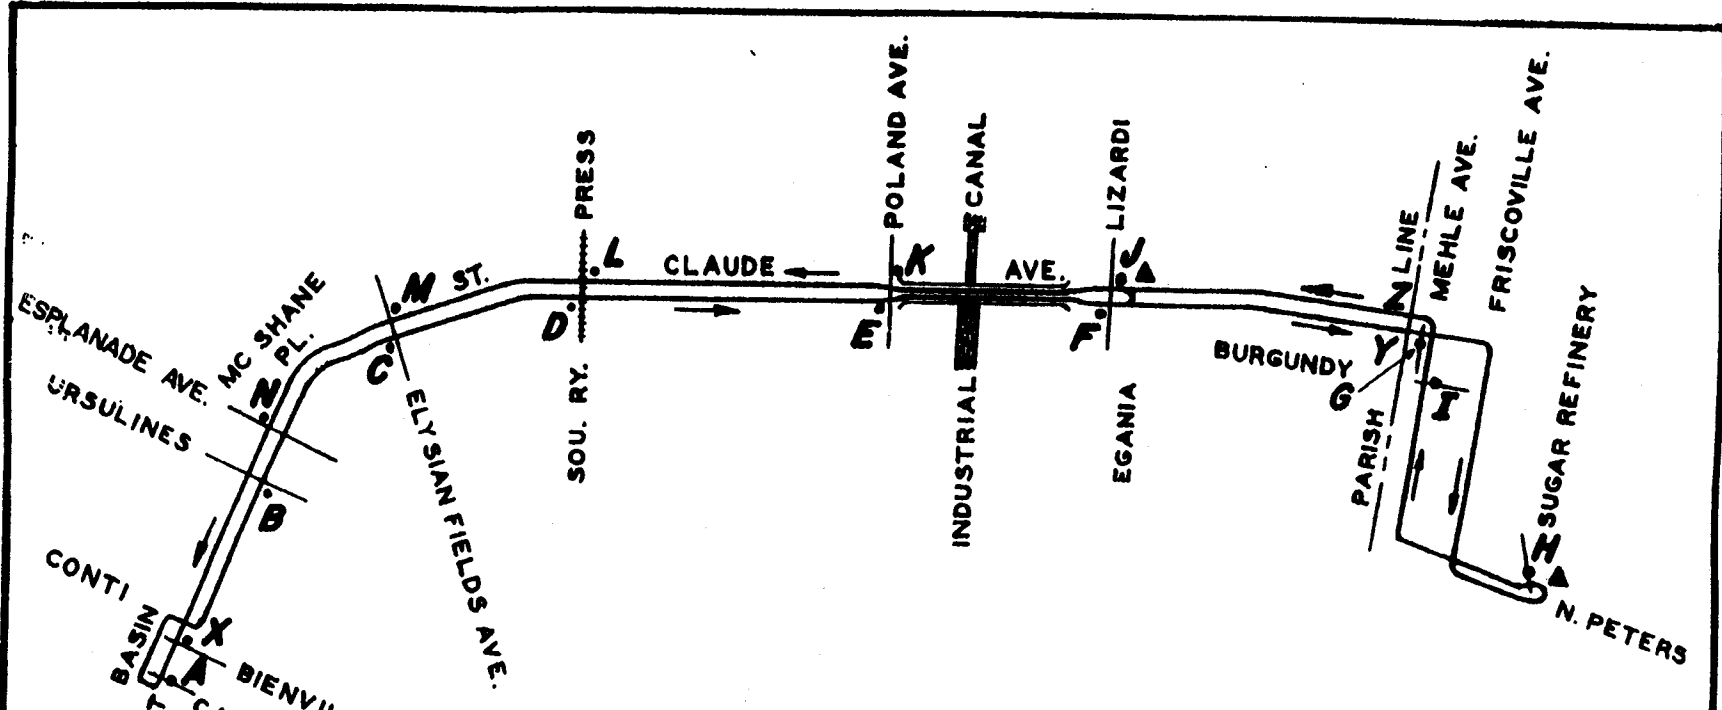 POLAND AVE.
CANAL
LIZARDI
PRESS
FRISCOVILLE AVE.
MEHLE AVE.
N LINE
L
CLAUDE
K
AVE.
J
M
ST.
MC SHANE
PL.
ESPLANADE AVE.
URSULINES
N
C
D
E
F
BURGUNDY
Y
G
I
SUGAR REFINERY
SOU. RY.
INDUSTRIAL
EGANIA
PARISH
ELYSIAN FIELDS AVE.
B
CONTI
H
N. PETERS
BASIN
X
A